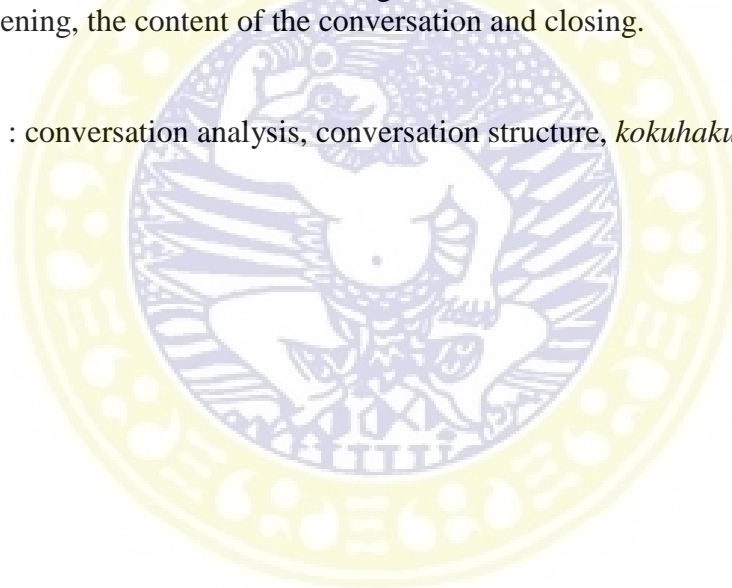 ening, the content of the conversation and closing.
: conversation analysis, conversation structure, kokuhaku